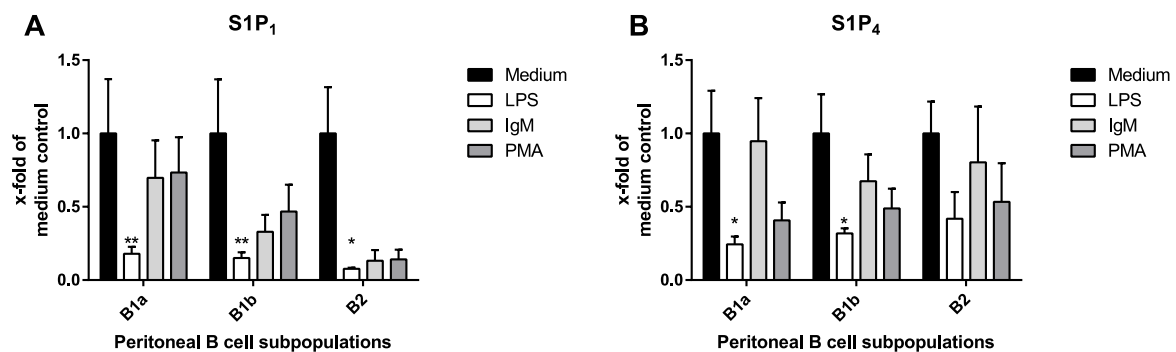 A
S1P1
1.5
1.0
0.5
0.0
x-fold of
medium control
**
**
*
B1a
B1b
B2
Peritoneal B cell subpopulations
Medium
LPS
IgM
PMA
B
S1P4
1.5
1.0
0.5
0.0
x-fold of
medium control
*
*
B1a
B1b
B2
Peritoneal B cell subpopulations
Medium
LPS
IgM
PMA